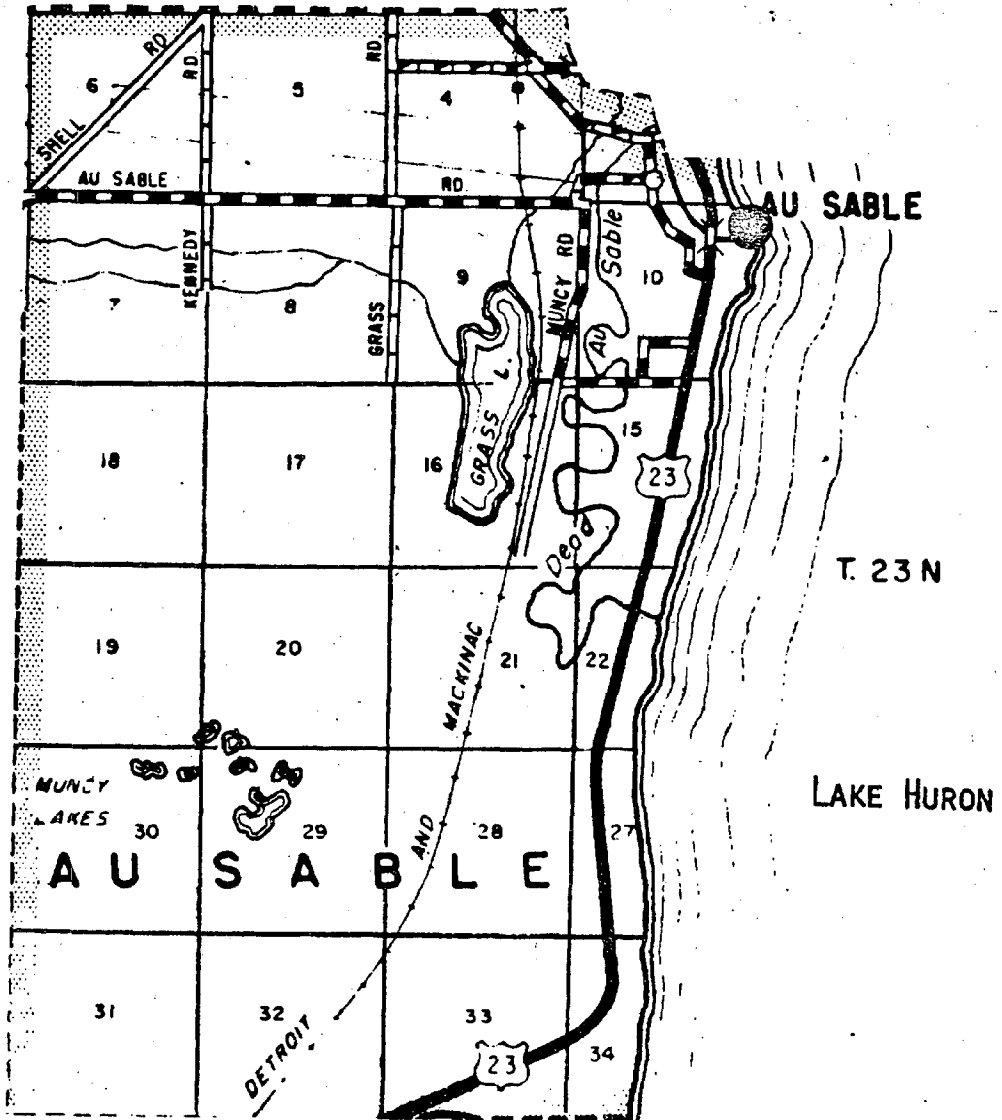 SHELL RD
RD
RD
6
5
4
AU SABLE RD.
AU SABLE
KENNEDY
GRASS
MUNCY RD
Au Sable
7
8
9
10
GRASS L.
18
17
16
15
23
Dead
T. 23 N
19
20
21
22
MACKINAC
MUNCY
LAKES
LAKE HURON
30
29
28
27
AND
AU SABLE
31
32
33
34
DETROIT
23